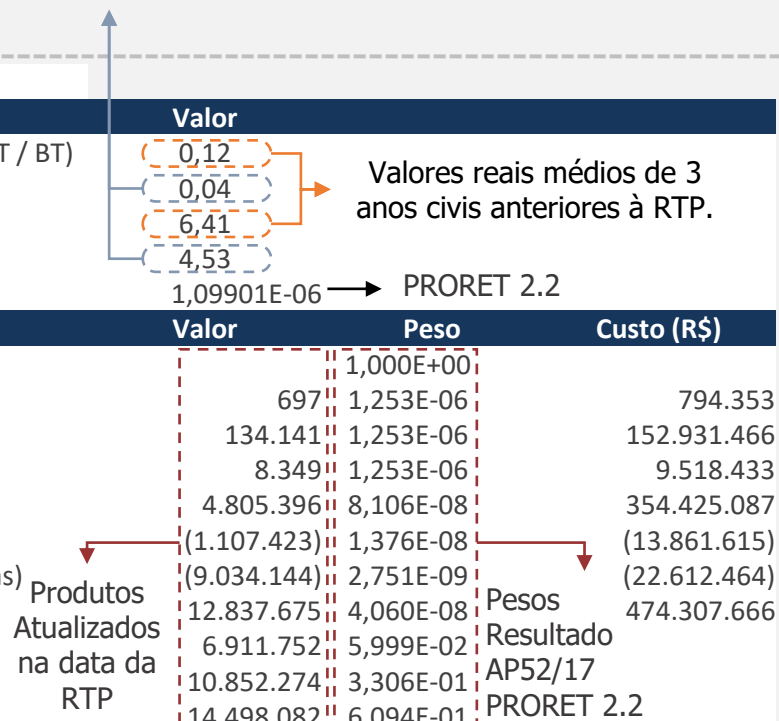 Valor
T / BT) 0,12
0,04
6,41
4,53
Valores reais médios de 3
anos civis anteriores à RTP.
1,09901E-06 PRORET 2.2
Valor Peso Custo (R$)
1,000E+00
697 1,253E-06 794.353
134.141 1,253E-06 152.931.466
8.349 1,253E-06 9.518.433
4.805.396 8,106E-08 354.425.087
(1.107.423) 1,376E-08 (13.861.615)
s) (9.034.144) 2,751E-09 (22.612.464)
12.837.675 4,060E-08 474.307.666
6.911.752 5,999E-02
10.852.274 3,306E-01
14.498.082 6,094E-01
Produtos
Atualizados
na data da
RTP
Pesos
Resultado
AP52/17
PRORET 2.2